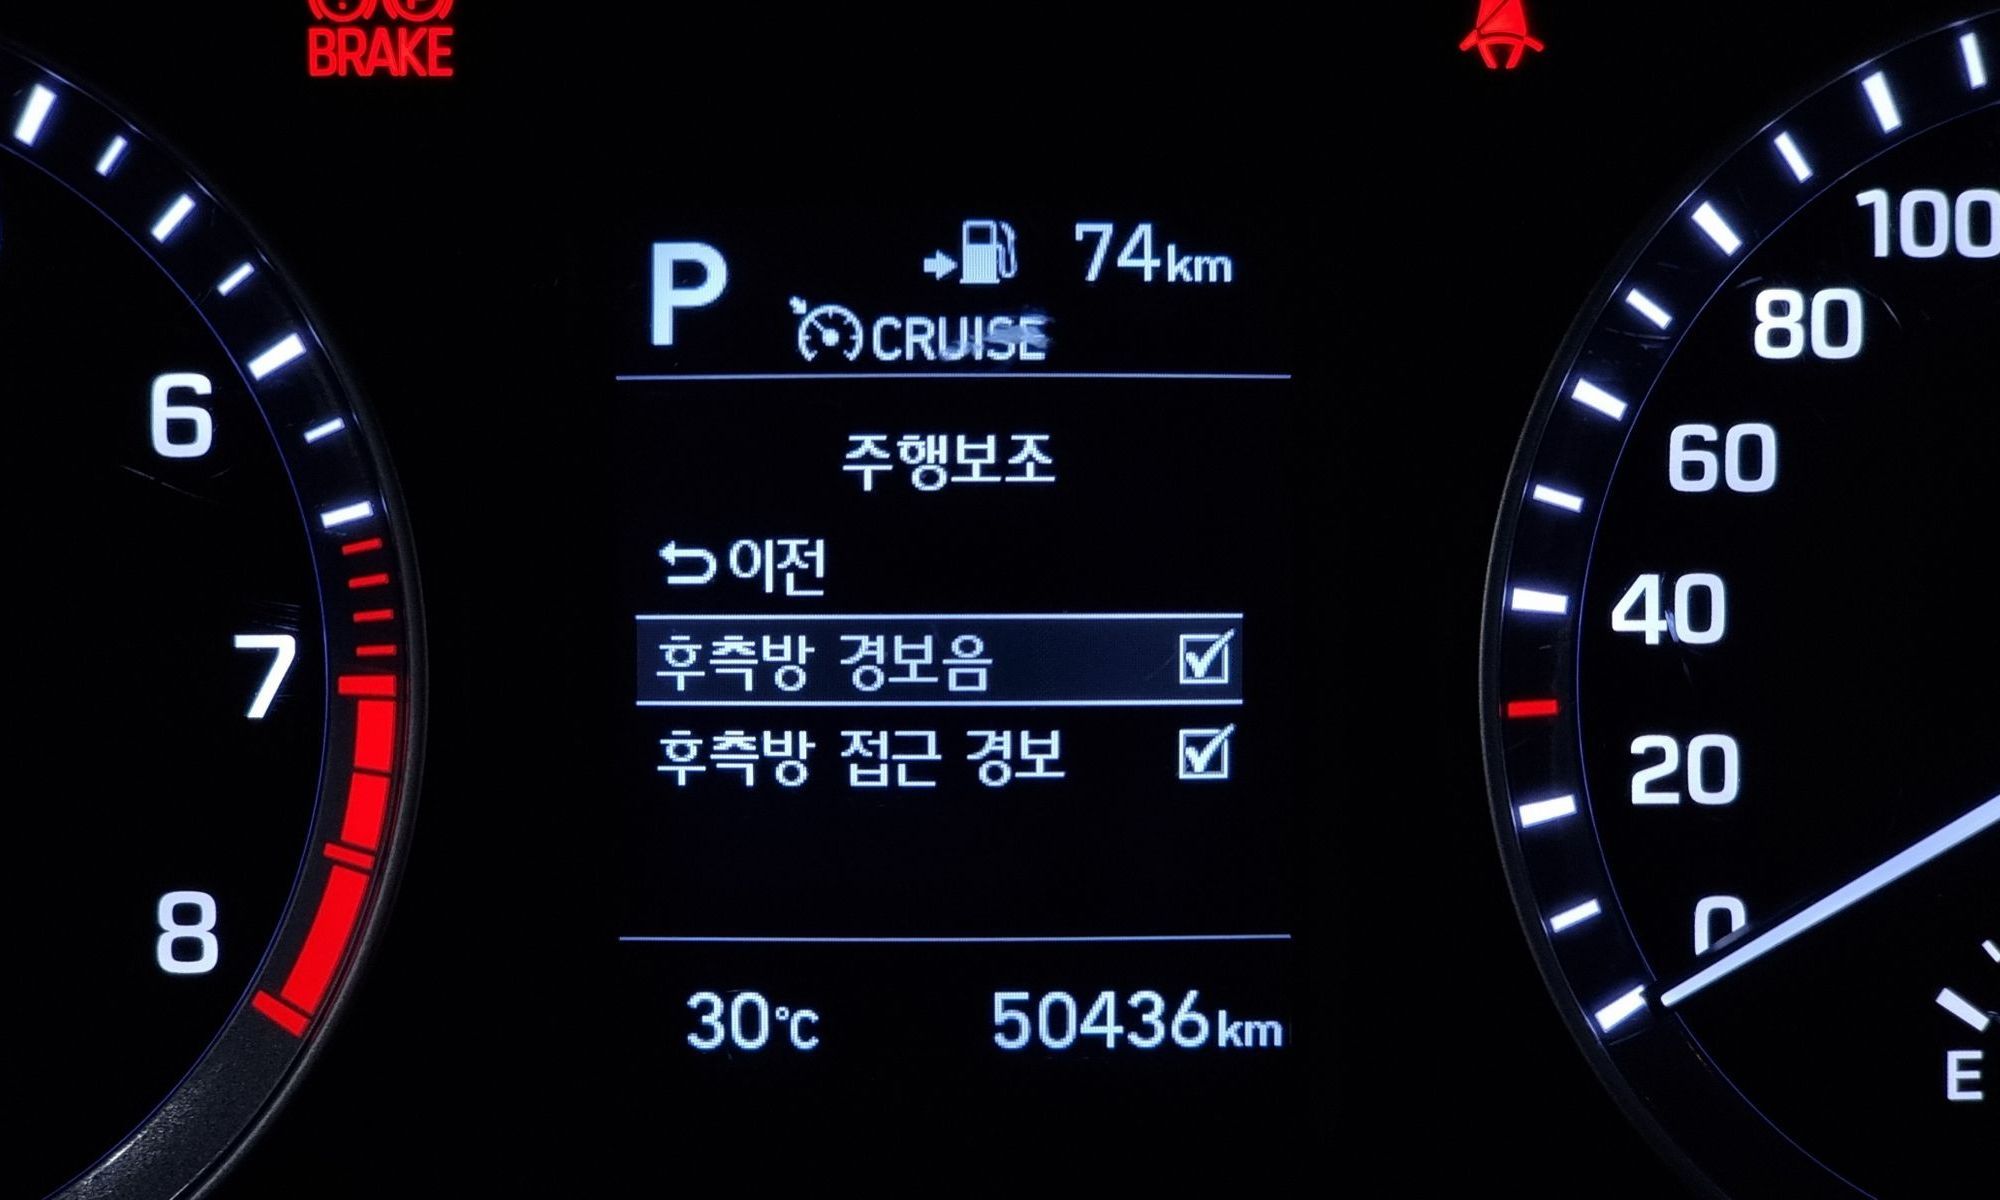 BRAKE
P
74km
CRUISE
주행보조
이전
후측방 경보음
후측방 접근 경보
30℃
50436km
6
7
8
100
80
60
40
20
0
E